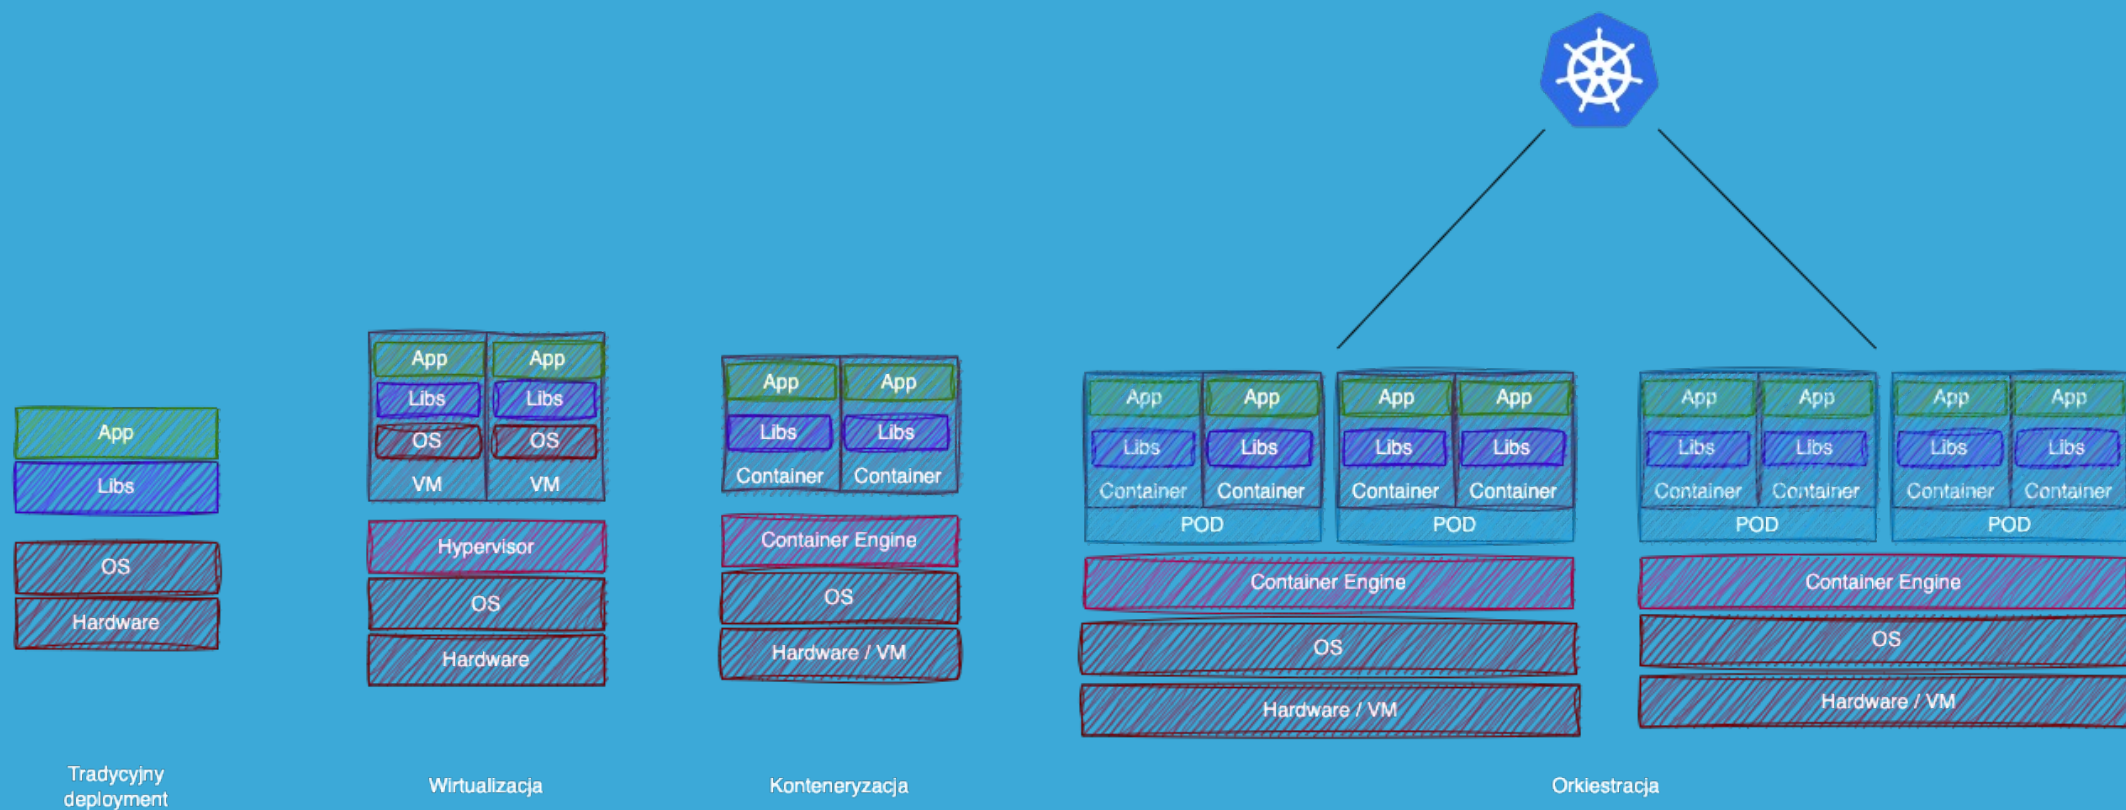 App
Libs
OS
Hardware
Tradycyjny
deployment
App App
Libs Libs
OS OS
VM VM
Hypervisor
OS
Hardware
Wirtualizacja
App App
Libs Libs
Container Container
Container Engine
OS
Hardware / VM
Konteneryzacja
App App App App
Libs Libs Libs Libs
Container Container Container Container
POD POD
Container Engine
OS
Hardware / VM
App App App App
Libs Libs Libs Libs
Container Container Container Container
POD POD
Container Engine
OS
Hardware / VM
Orkiestracja